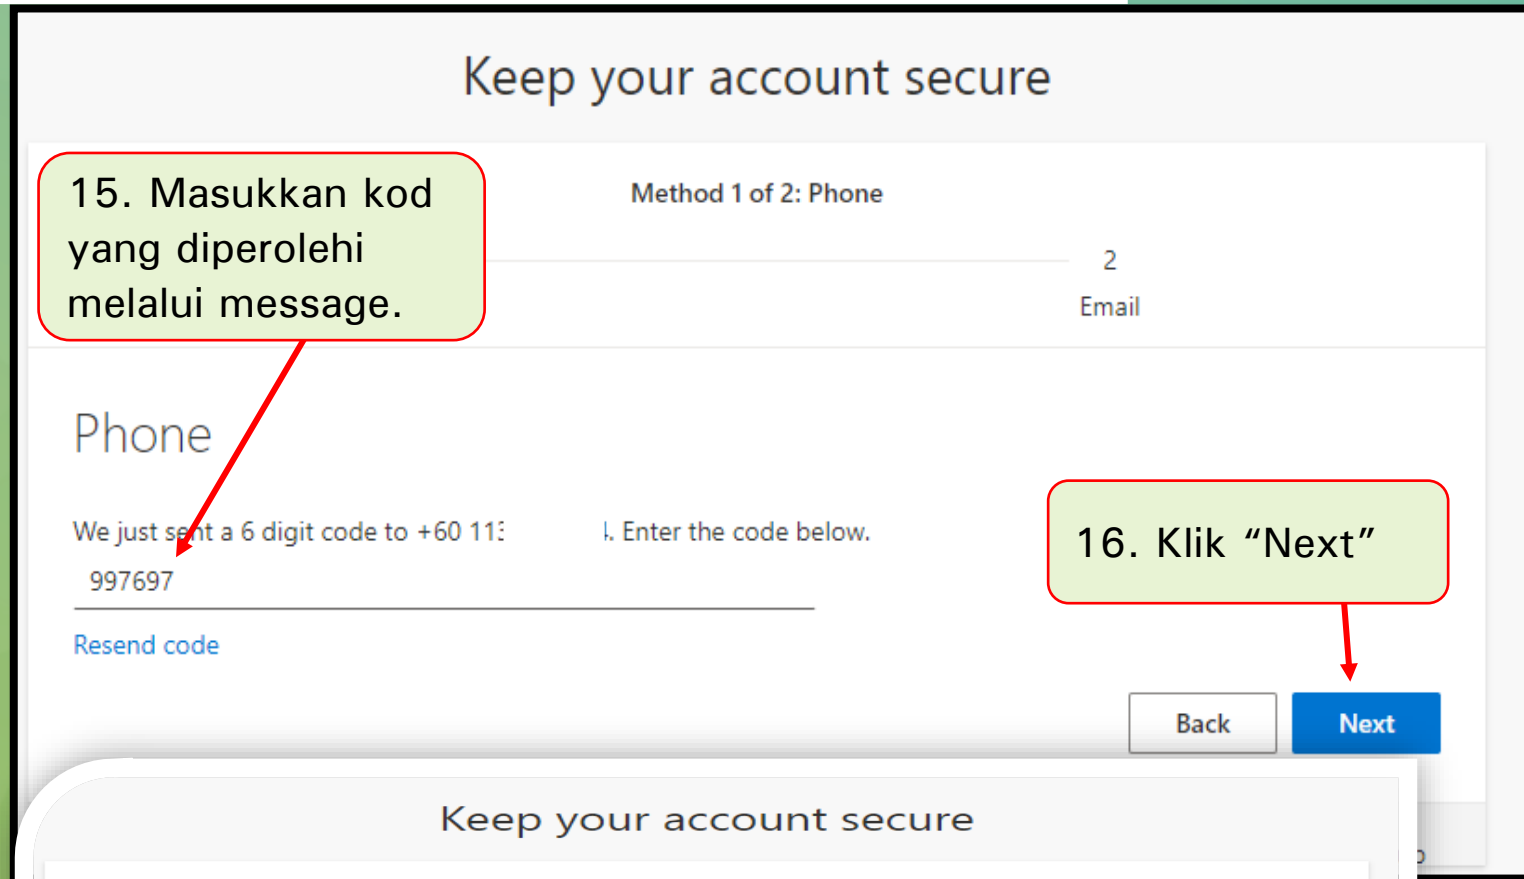 Keep your account secure
15. Masukkan kod
yang diperolehi
melalui message.
Method 1 of 2: Phone
2
Email
Phone
We just sent a 6 digit code to +60 113 4. Enter the code below.
997697
Resend code
16. Klik “Next”
Back
Next
Keep your account secure